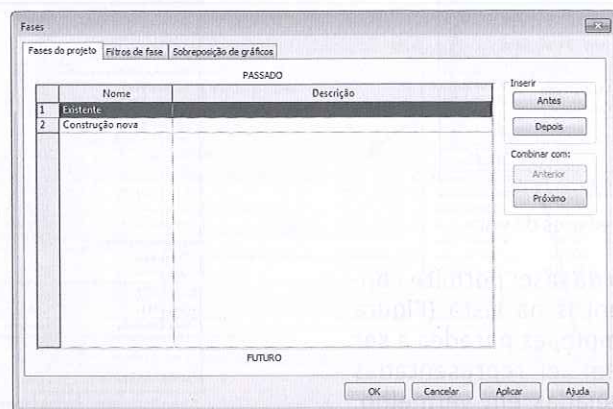 Fases
Fases do projeto Filtros de fase Sobreposição de gráficos
PASSADO
Nome Descrição
1 Existente
2 Construção nova
FUTURO
Inserir
Antes
Depois
Combinar com:
Anterior
Próximo
OK Cancelar Aplicar Ajuda